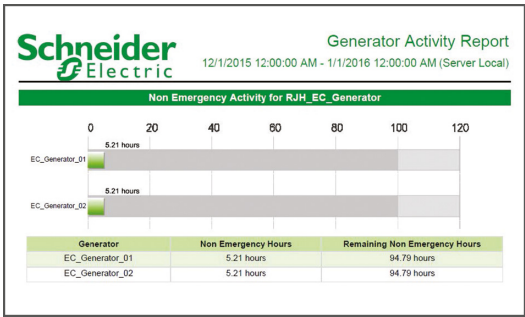 Schneider
Electric
Generator Activity Report
12/1/2015 12:00:00 AM - 1/1/2016 12:00:00 AM (Server Local)
Non Emergency Activity for RJH_EC_Generator
0 20 40 60 80 100 120
5.21 hours
EC_Generator_01
5.21 hours
EC_Generator_02
Generator Non Emergency Hours Remaining Non Emergency Hours
EC_Generator_01 5.21 hours 94.79 hours
EC_Generator_02 5.21 hours 94.79 hours